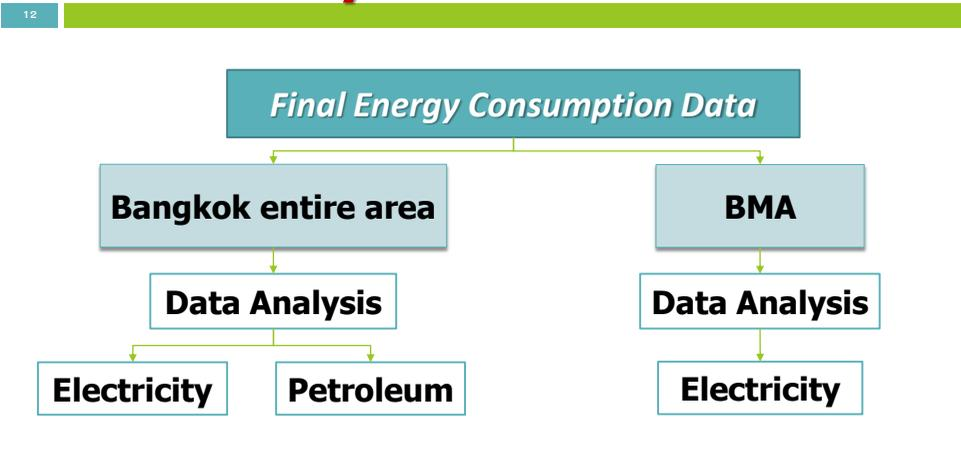 12
Final Energy Consumption Data
Bangkok entire area
BMA
Data Analysis
Data Analysis
Electricity
Petroleum
Electricity